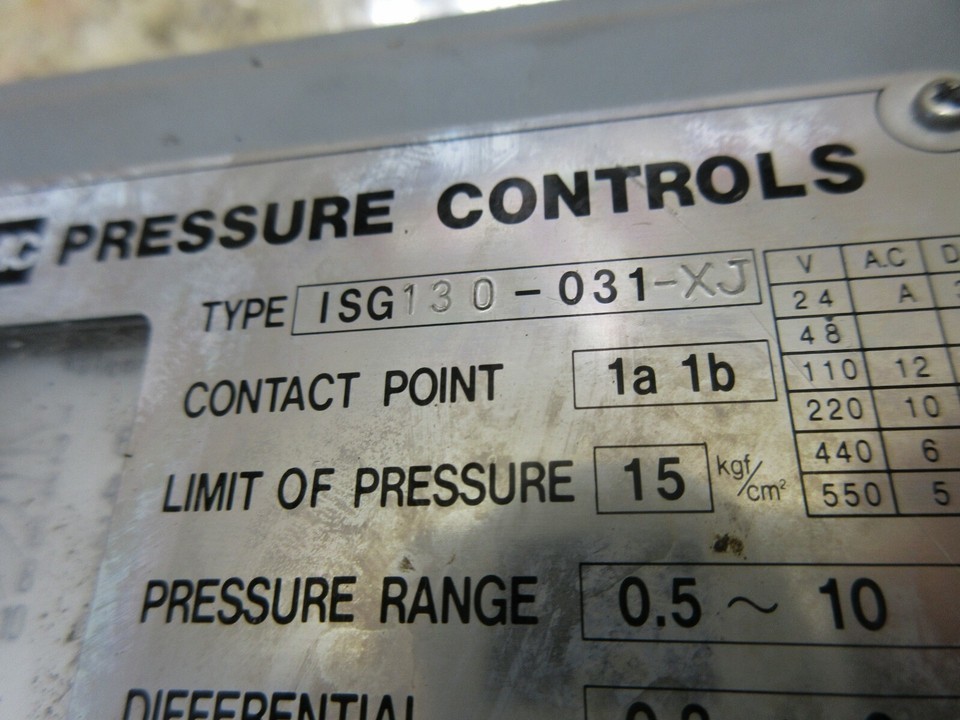 PRESSURE CONTROLS
TYPE ISG130-031-XJ
CONTACT POINT 1a 1b
LIMIT OF PRESSURE 15 kgf/cm²
PRESSURE RANGE 0.5 ~ 10
DIFFERENTIAL
V A.C D
24 A
48
110 12
220 10
440 6
550 5